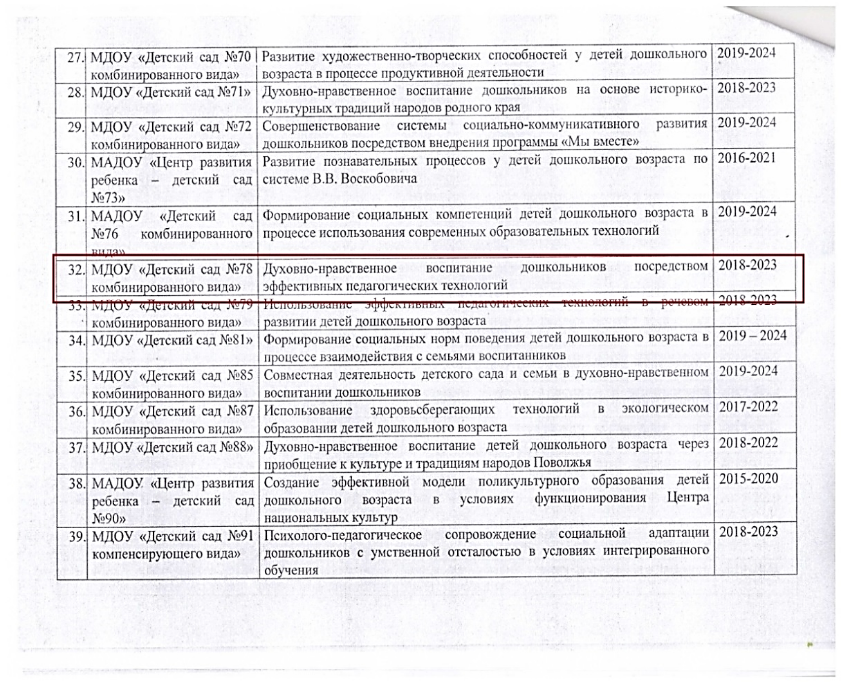 27. МДОУ «Детский сад №70 комбинированного вида» Развитие художественно-творческих способностей у детей дошкольного возраста в процессе продуктивной деятельности 2019-2024
28. МДОУ «Детский сад №71» Духовно-нравственное воспитание дошкольников на основе историко-культурных традиций народов родного края 2018-2023
29. МДОУ «Детский сад №72 комбинированного вида» Совершенствование системы социально-коммуникативного развития дошкольников посредством внедрения программы «Мы вместе» 2019-2024
30. МАДОУ «Центр развития ребенка – детский сад №73» Развитие познавательных процессов у детей дошкольного возраста по системе В.В. Воскобовича 2016-2021
31. МАДОУ «Детский сад №76 комбинированного вида» Формирование социальных компетенций детей дошкольного возраста в процессе использования современных образовательных технологий 2019-2024
32. МДОУ «Детский сад №78 комбинированного вида» Духовно-нравственное воспитание дошкольников посредством эффективных педагогических технологий 2018-2023
33. МДОУ «Детский сад №79 комбинированного вида» Использование эффективных педагогических технологий в речевом развитии детей дошкольного возраста 2018-2023
34. МДОУ «Детский сад №81» Формирование социальных норм поведения детей дошкольного возраста в процессе взаимодействия с семьями воспитанников 2019 – 2024
35. МДОУ «Детский сад №85 комбинированного вида» Совместная деятельность детского сада и семьи в духовно-нравственном воспитании дошкольников 2019-2024
36. МДОУ «Детский сад №87 комбинированного вида» Использование здоровьсберегающих технологий в экологическом образовании детей дошкольного возраста 2017-2022
37. МДОУ «Детский сад №88» Духовно-нравственное воспитание детей дошкольного возраста через приобщение к культуре и традициям народов Поволжья 2018-2022
38. МАДОУ «Центр развития ребенка – детский сад №90» Создание эффективной модели поликультурного образования детей дошкольного возраста в условиях функционирования Центра национальных культур 2015-2020
39. МДОУ «Детский сад №91 компенсирующего вида» Психолого-педагогическое сопровождение социальной адаптации дошкольников с умственной отсталостью в условиях интегрированного обучения 2018-2023